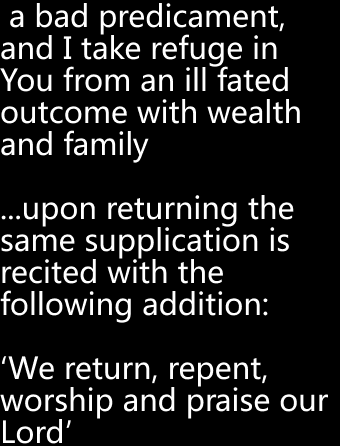 a bad predicament,
and I take refuge in
You from an ill fated
outcome with wealth
and family
...upon returning the
same supplication is
recited with the
following addition:
‘We return, repent,
worship and praise our
Lord’